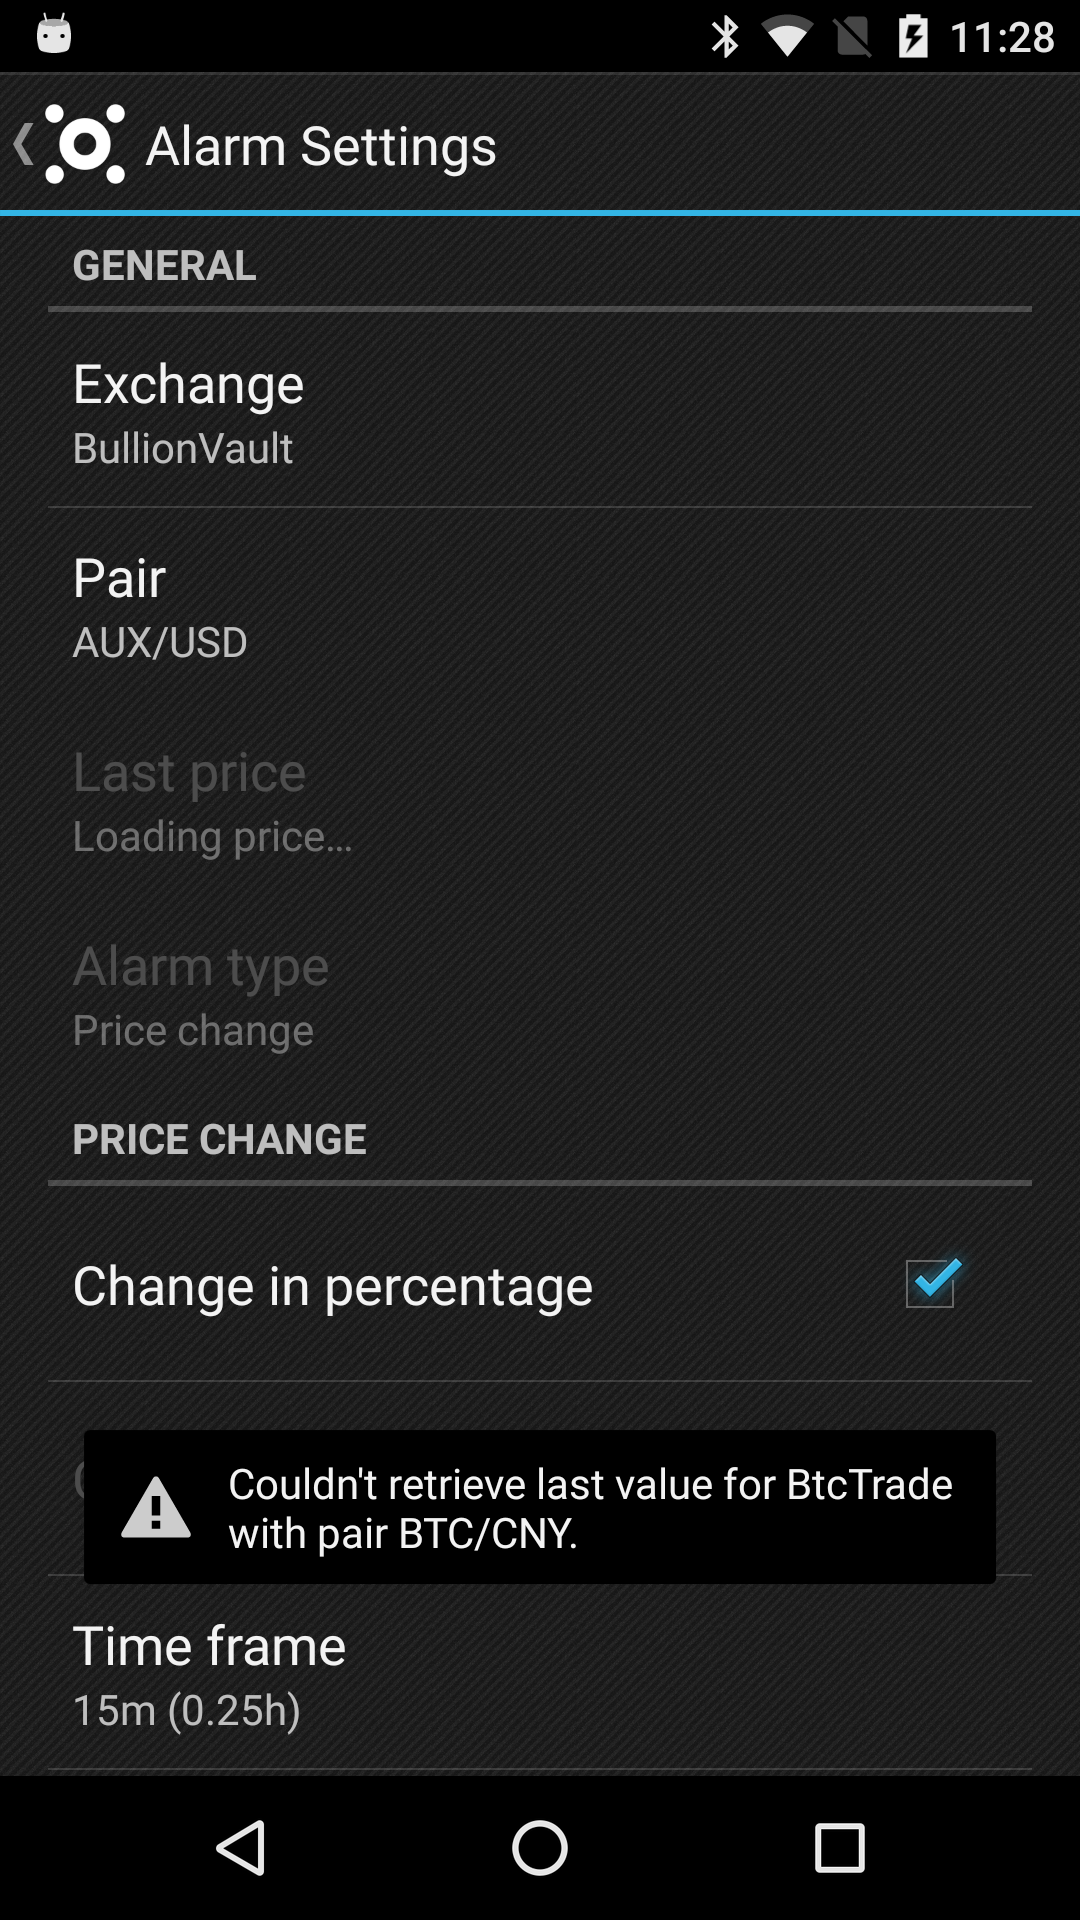 11:28
Alarm Settings
GENERAL
Exchange
BullionVault
Pair
AUX/USD
Last price
Loading price...
Alarm type
Price change
PRICE CHANGE
Change in percentage
Couldn't retrieve last value for BtcTrade
with pair BTC/CNY.
Time frame
15m (0.25h)